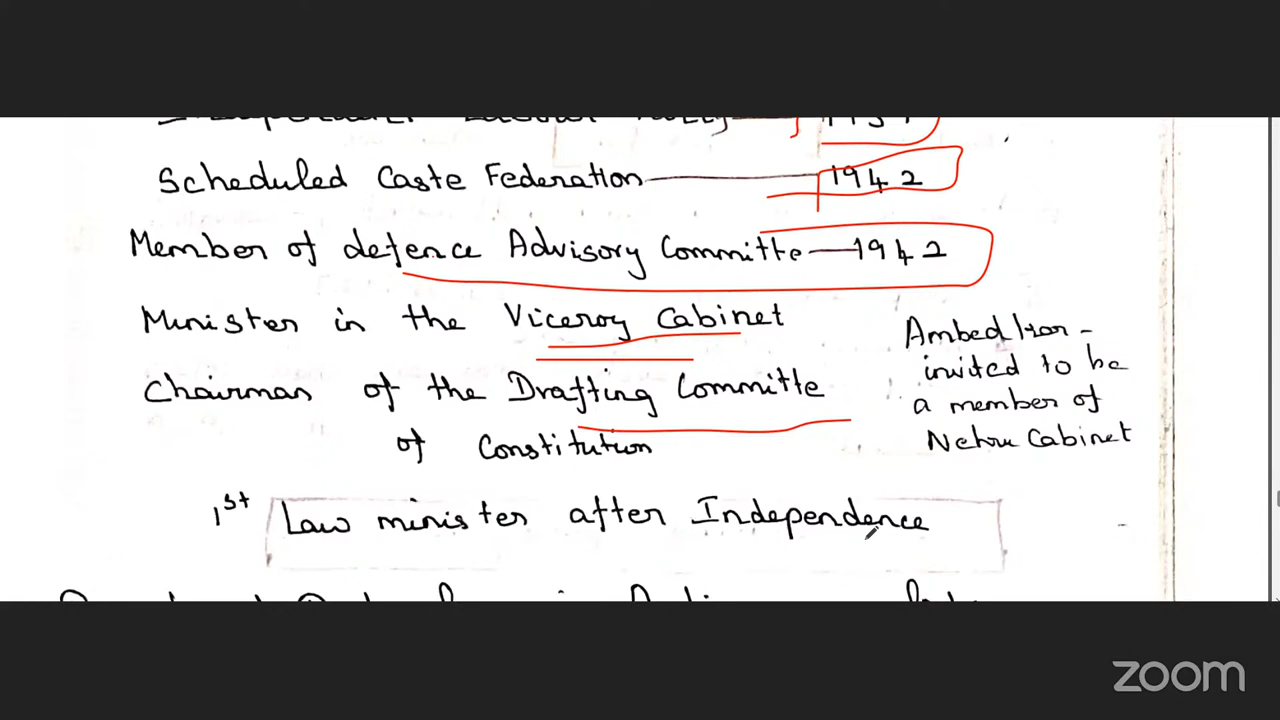 Scheduled Caste Federation — 1942
Member of defence Advisory Committe — 1942
Minister in the Viceroy Cabinet
Chairman of the Drafting Committe
of Constitution
Ambedkar -
invited to be
a member of
Nehru Cabinet
1st Law minister after Independence
zoom